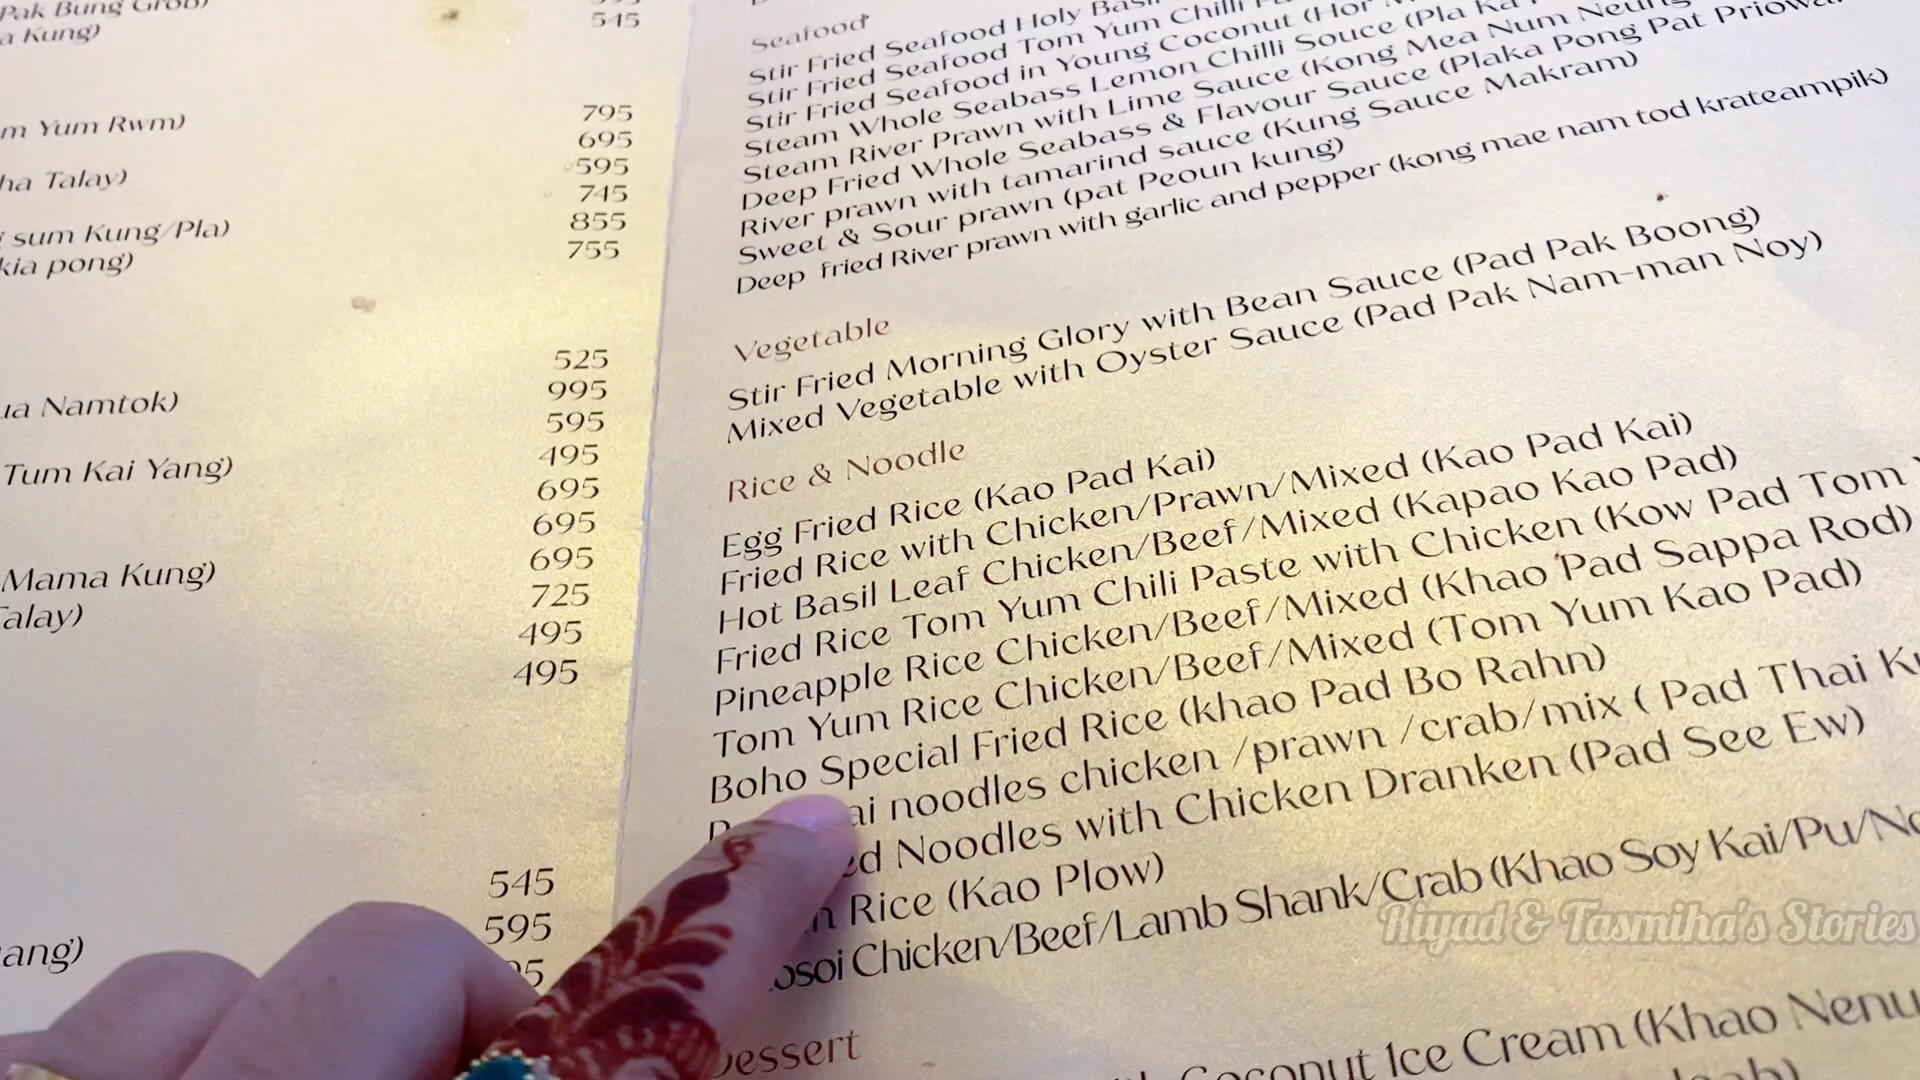 545
795
m Yum Rwm)
695
595
ha Talay)
745
855
sum Kung/Pla)
755
kia pong)
525
995
ua Namtok)
595
495
Tum Kai Yang)
695
695
695
Mama Kung)
725
Talay)
495
495
545
595
ang)
Seafood
Stir Fried Seafood Holy
Stir Fried Seafood Tom Yum Chilli
Stir Fried Seafood in Young Coconut (Hor
Steam Whole Seabass Lemon Chilli Souce (Pla Ka
Steam River Prawn with Lime Sauce (Kong Mea Num
Deep Fried Whole Seabass & Flavour Sauce (Plaka Pong Pat
River prawn with tamarind sauce (Kung Sauce Makram)
Sweet & Sour prawn (pat Peoun kung)
Deep fried River prawn with garlic and pepper (kong mae nam tod krateampik)
Vegetable
Stir Fried Morning Glory with Bean Sauce (Pad Pak Boong)
Mixed Vegetable with Oyster Sauce (Pad Pak Nam-man Noy)
Rice & Noodle
Egg Fried Rice (Kao Pad Kai)
Fried Rice with Chicken/Prawn/Mixed (Kao Pad Kai)
Hot Basil Leaf Chicken/Beef/Mixed (Kapao Kao Pad)
Fried Rice Tom Yum Chili Paste with Chicken (Kow Pad Tom
Pineapple Rice Chicken/Beef/Mixed (Khao Pad Sappa Rod)
Tom Yum Rice Chicken/Beef/Mixed (Tom Yum Kao Pad)
Boho Special Fried Rice (khao Pad Bo Rahn)
ai noodles chicken /prawn /crab/mix ( Pad Thai
ed Noodles with Chicken Dranken (Pad See Ew)
Rice (Kao Plow)
osoi Chicken/Beef/Lamb Shank/Crab (Khao Soy Kai/Pu/
Riyad & Tasmiha's Stories
Dessert
Coconut Ice Cream (Khao